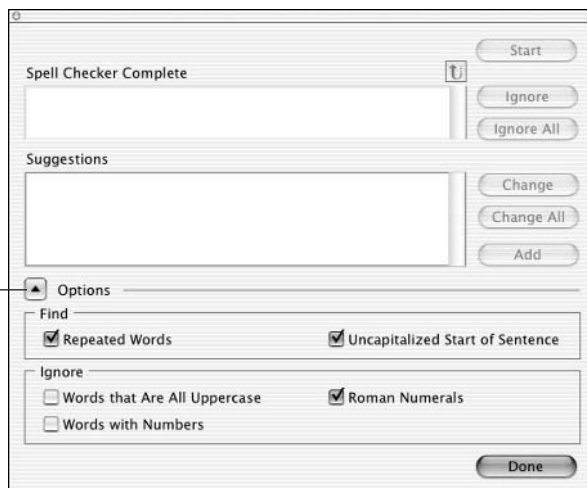 Start
Spell Checker Complete
Ignore
Ignore All
Suggestions
Change
Change All
Add
Options
Find
Repeated Words
Uncapitalized Start of Sentence
Ignore
Words that Are All Uppercase
Roman Numerals
Words with Numbers
Done